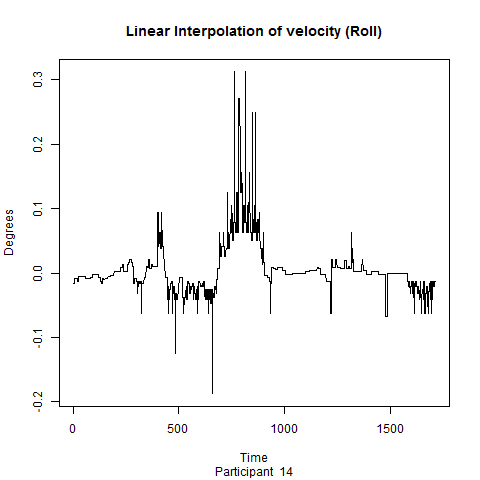 Linear Interpolation of velocity (Roll)
Degrees
0.3
0.2
0.1
0.0
-0.1
-0.2
0 500 1000 1500
Time
Participant 14